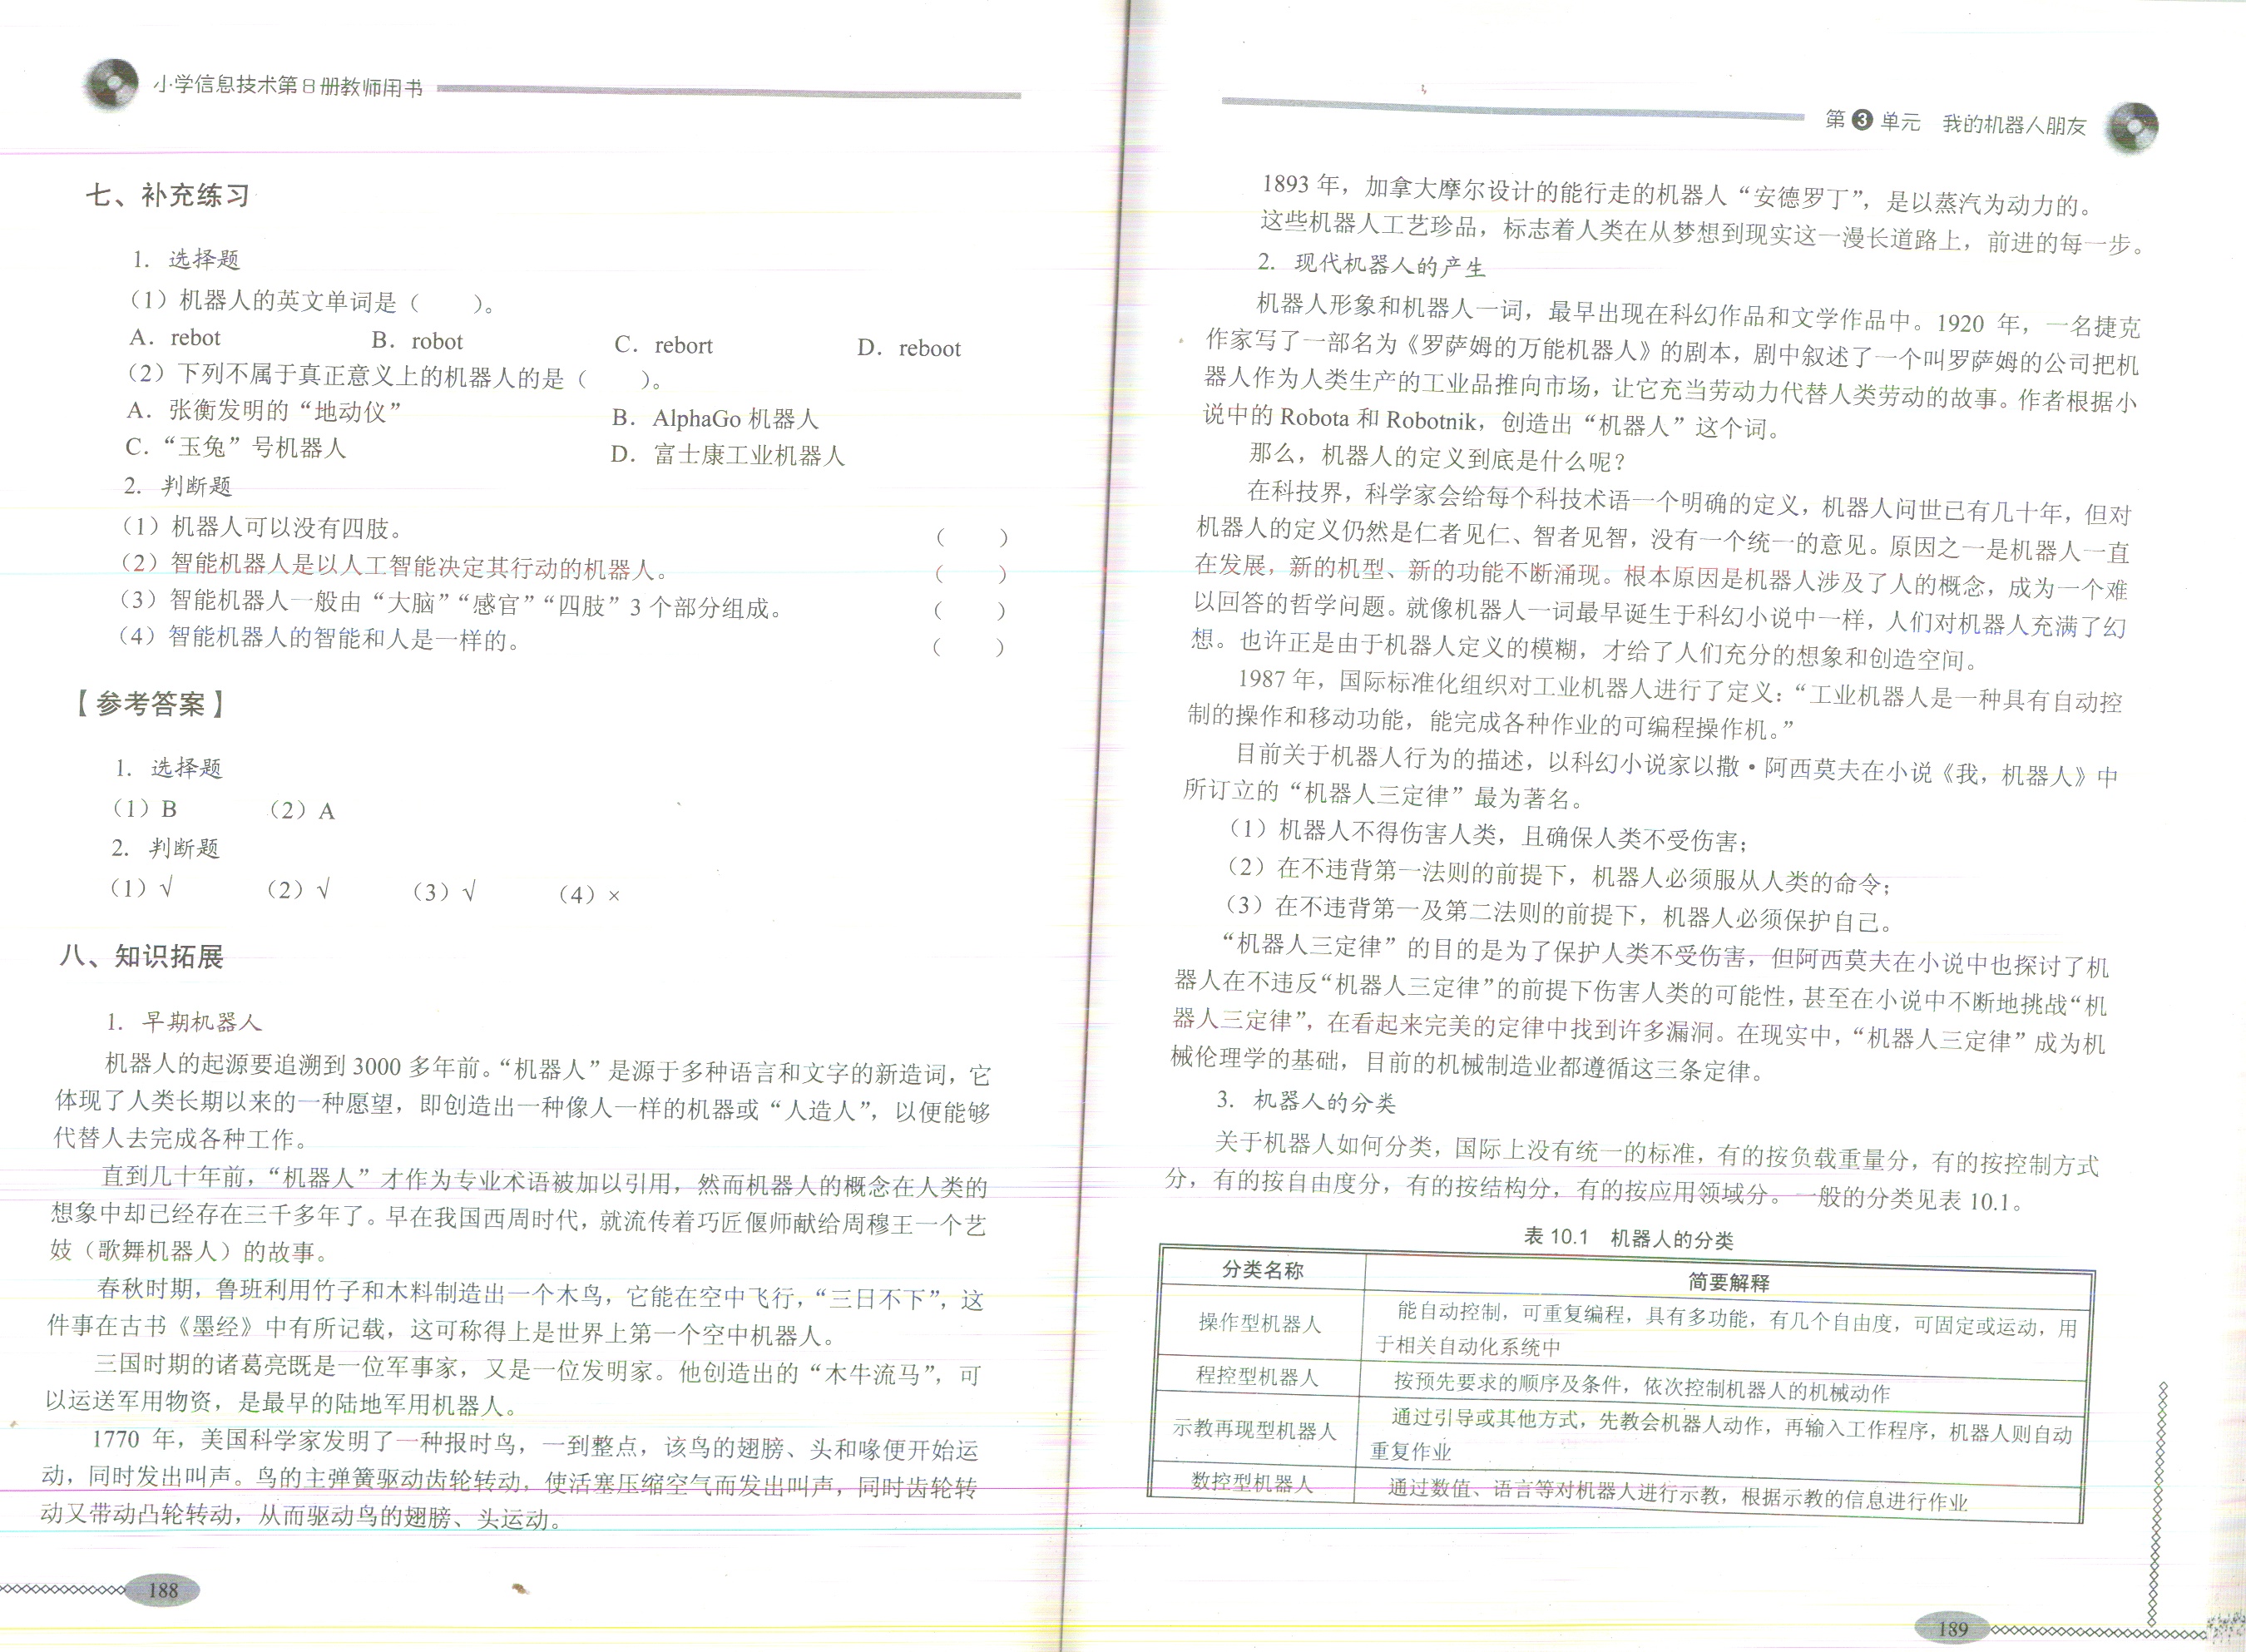 小学信息技术第8册教师用书
七、补充练习
1. 选择题
（1）机器人的英文单词是（　　）。
A. rebot　B. robot　C. rebort　D. reboot
（2）下列不属于真正意义上的机器人的是（　　）。
A. 张衡发明的“地动仪”　B. AlphaGo 机器人
C. “玉兔”号机器人　D. 富士康工业机器人
2. 判断题
（1）机器人可以没有四肢。（　　）
（2）智能机器人是以人工智能决定其行动的机器人。（　　）
（3）智能机器人一般由“大脑”“感官”“四肢”3 个部分组成。（　　）
（4）智能机器人的智能和人是一样的。（　　）
【参考答案】
1. 选择题
（1）B　（2）A
2. 判断题
（1）√　（2）√　（3）√　（4）×
八、知识拓展
1. 早期机器人
机器人的起源要追溯到 3000 多年前。“机器人”是源于多种语言和文字的新造词，它
体现了人类长期以来的一种愿望，即创造出一种像人一样的机器或“人造人”，以便能够
代替人去完成各种工作。
直到几十年前，“机器人”才作为专业术语被加以引用，然而机器人的概念在人类的
想象中却已经存在三千多年了。早在我国西周时代，就流传着巧匠偃师献给周穆王一个艺
妓（歌舞机器人）的故事。
春秋时期，鲁班利用竹子和木料制造出一个木鸟，它能在空中飞行，“三日不下”，这
件事在古书《墨经》中有所记载，这可称得上是世界上第一个空中机器人。
三国时期的诸葛亮既是一位军事家，又是一位发明家。他创造出的“木牛流马”，可
以运送军用物资，是最早的陆地军用机器人。
1770 年，美国科学家发明了一种报时鸟，一到整点，该鸟的翅膀、头和喙便开始运
动，同时发出叫声。鸟的主弹簧驱动齿轮转动，使活塞压缩空气而发出叫声，同时齿轮转
动又带动凸轮转动，从而驱动鸟的翅膀、头运动。
188
第3单元　我的机器人朋友
1893 年，加拿大摩尔设计的能行走的机器人“安德罗丁”，是以蒸汽为动力的。
这些机器人工艺珍品，标志着人类在从梦想到现实这一漫长道路上，前进的每一步。
2. 现代机器人的产生
机器人形象和机器人一词，最早出现在科幻作品和文学作品中。1920 年，一名捷克
作家写了一部名为《罗萨姆的万能机器人》的剧本，剧中叙述了一个叫罗萨姆的公司把机
器人作为人类生产的工业品推向市场，让它充当劳动力代替人类劳动的故事。作者根据小
说中的 Robota 和 Robotnik，创造出“机器人”这个词。
那么，机器人的定义到底是什么呢？
在科技界，科学家会给每个科技术语一个明确的定义，机器人问世已有几十年，但对
机器人的定义仍然是仁者见仁、智者见智，没有一个统一的意见。原因之一是机器人一直
在发展，新的机型、新的功能不断涌现。根本原因是机器人涉及了人的概念，成为一个难
以回答的哲学问题。就像机器人一词最早诞生于科幻小说中一样，人们对机器人充满了幻
想。也许正是由于机器人定义的模糊，才给了人们充分的想象和创造空间。
1987 年，国际标准化组织对工业机器人进行了定义：“工业机器人是一种具有自动控
制的操作和移动功能，能完成各种作业的可编程操作机。”
目前关于机器人行为的描述，以科幻小说家以撒·阿西莫夫在小说《我，机器人》中
所订立的“机器人三定律”最为著名。
（1）机器人不得伤害人类，且确保人类不受伤害；
（2）在不违背第一法则的前提下，机器人必须服从人类的命令；
（3）在不违背第一及第二法则的前提下，机器人必须保护自己。
“机器人三定律”的目的是为了保护人类不受伤害，但阿西莫夫在小说中也探讨了机
器人在不违反“机器人三定律”的前提下伤害人类的可能性，甚至在小说中不断地挑战“机
器人三定律”，在看起来完美的定律中找到许多漏洞。在现实中，“机器人三定律”成为机
械伦理学的基础，目前的机械制造业都遵循这三条定律。
3. 机器人的分类
关于机器人如何分类，国际上没有统一的标准，有的按负载重量分，有的按控制方式
分，有的按自由度分，有的按结构分，有的按应用领域分。一般的分类见表 10.1。
表 10.1　机器人的分类
分类名称　简要解释
操作型机器人　能自动控制，可重复编程，具有多功能，有几个自由度，可固定或运动，用
于相关自动化系统中
程控型机器人　按预先要求的顺序及条件，依次控制机器人的机械动作
示教再现型机器人　通过引导或其他方式，先教会机器人动作，再输入工作程序，机器人则自动
重复作业
数控型机器人　通过数值、语言等对机器人进行示教，根据示教的信息进行作业
189